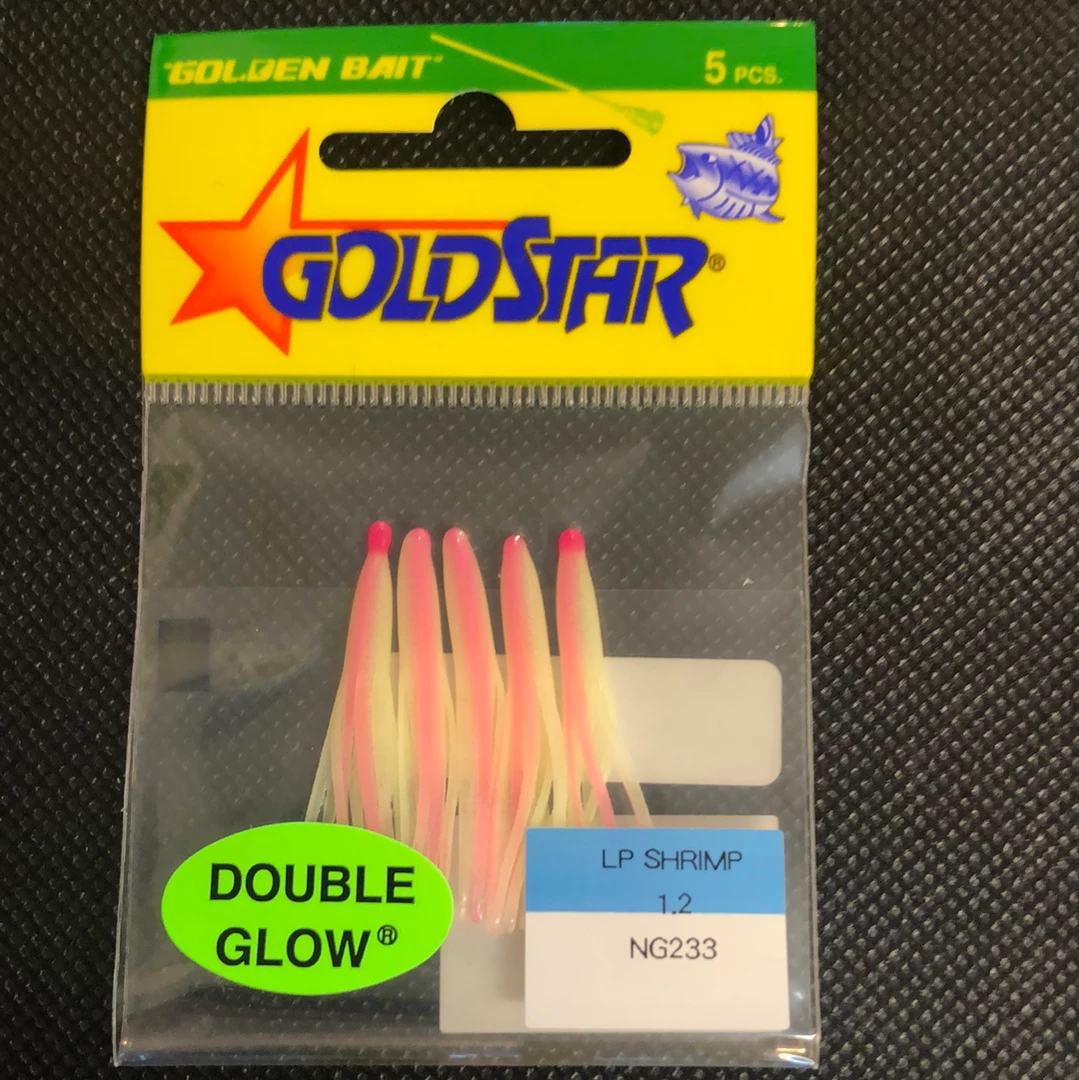 "GOLDEN BAIT"
5 PCS.
GOLDSTAR®
DOUBLE
GLOW®
LP SHRIMP
1.2
NG233